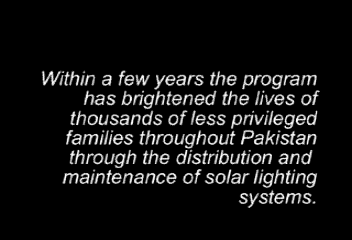 Within a few years the program
has brightened the lives of
thousands of less privileged
families throughout Pakistan
through the distribution and
maintenance of solar lighting
systems.